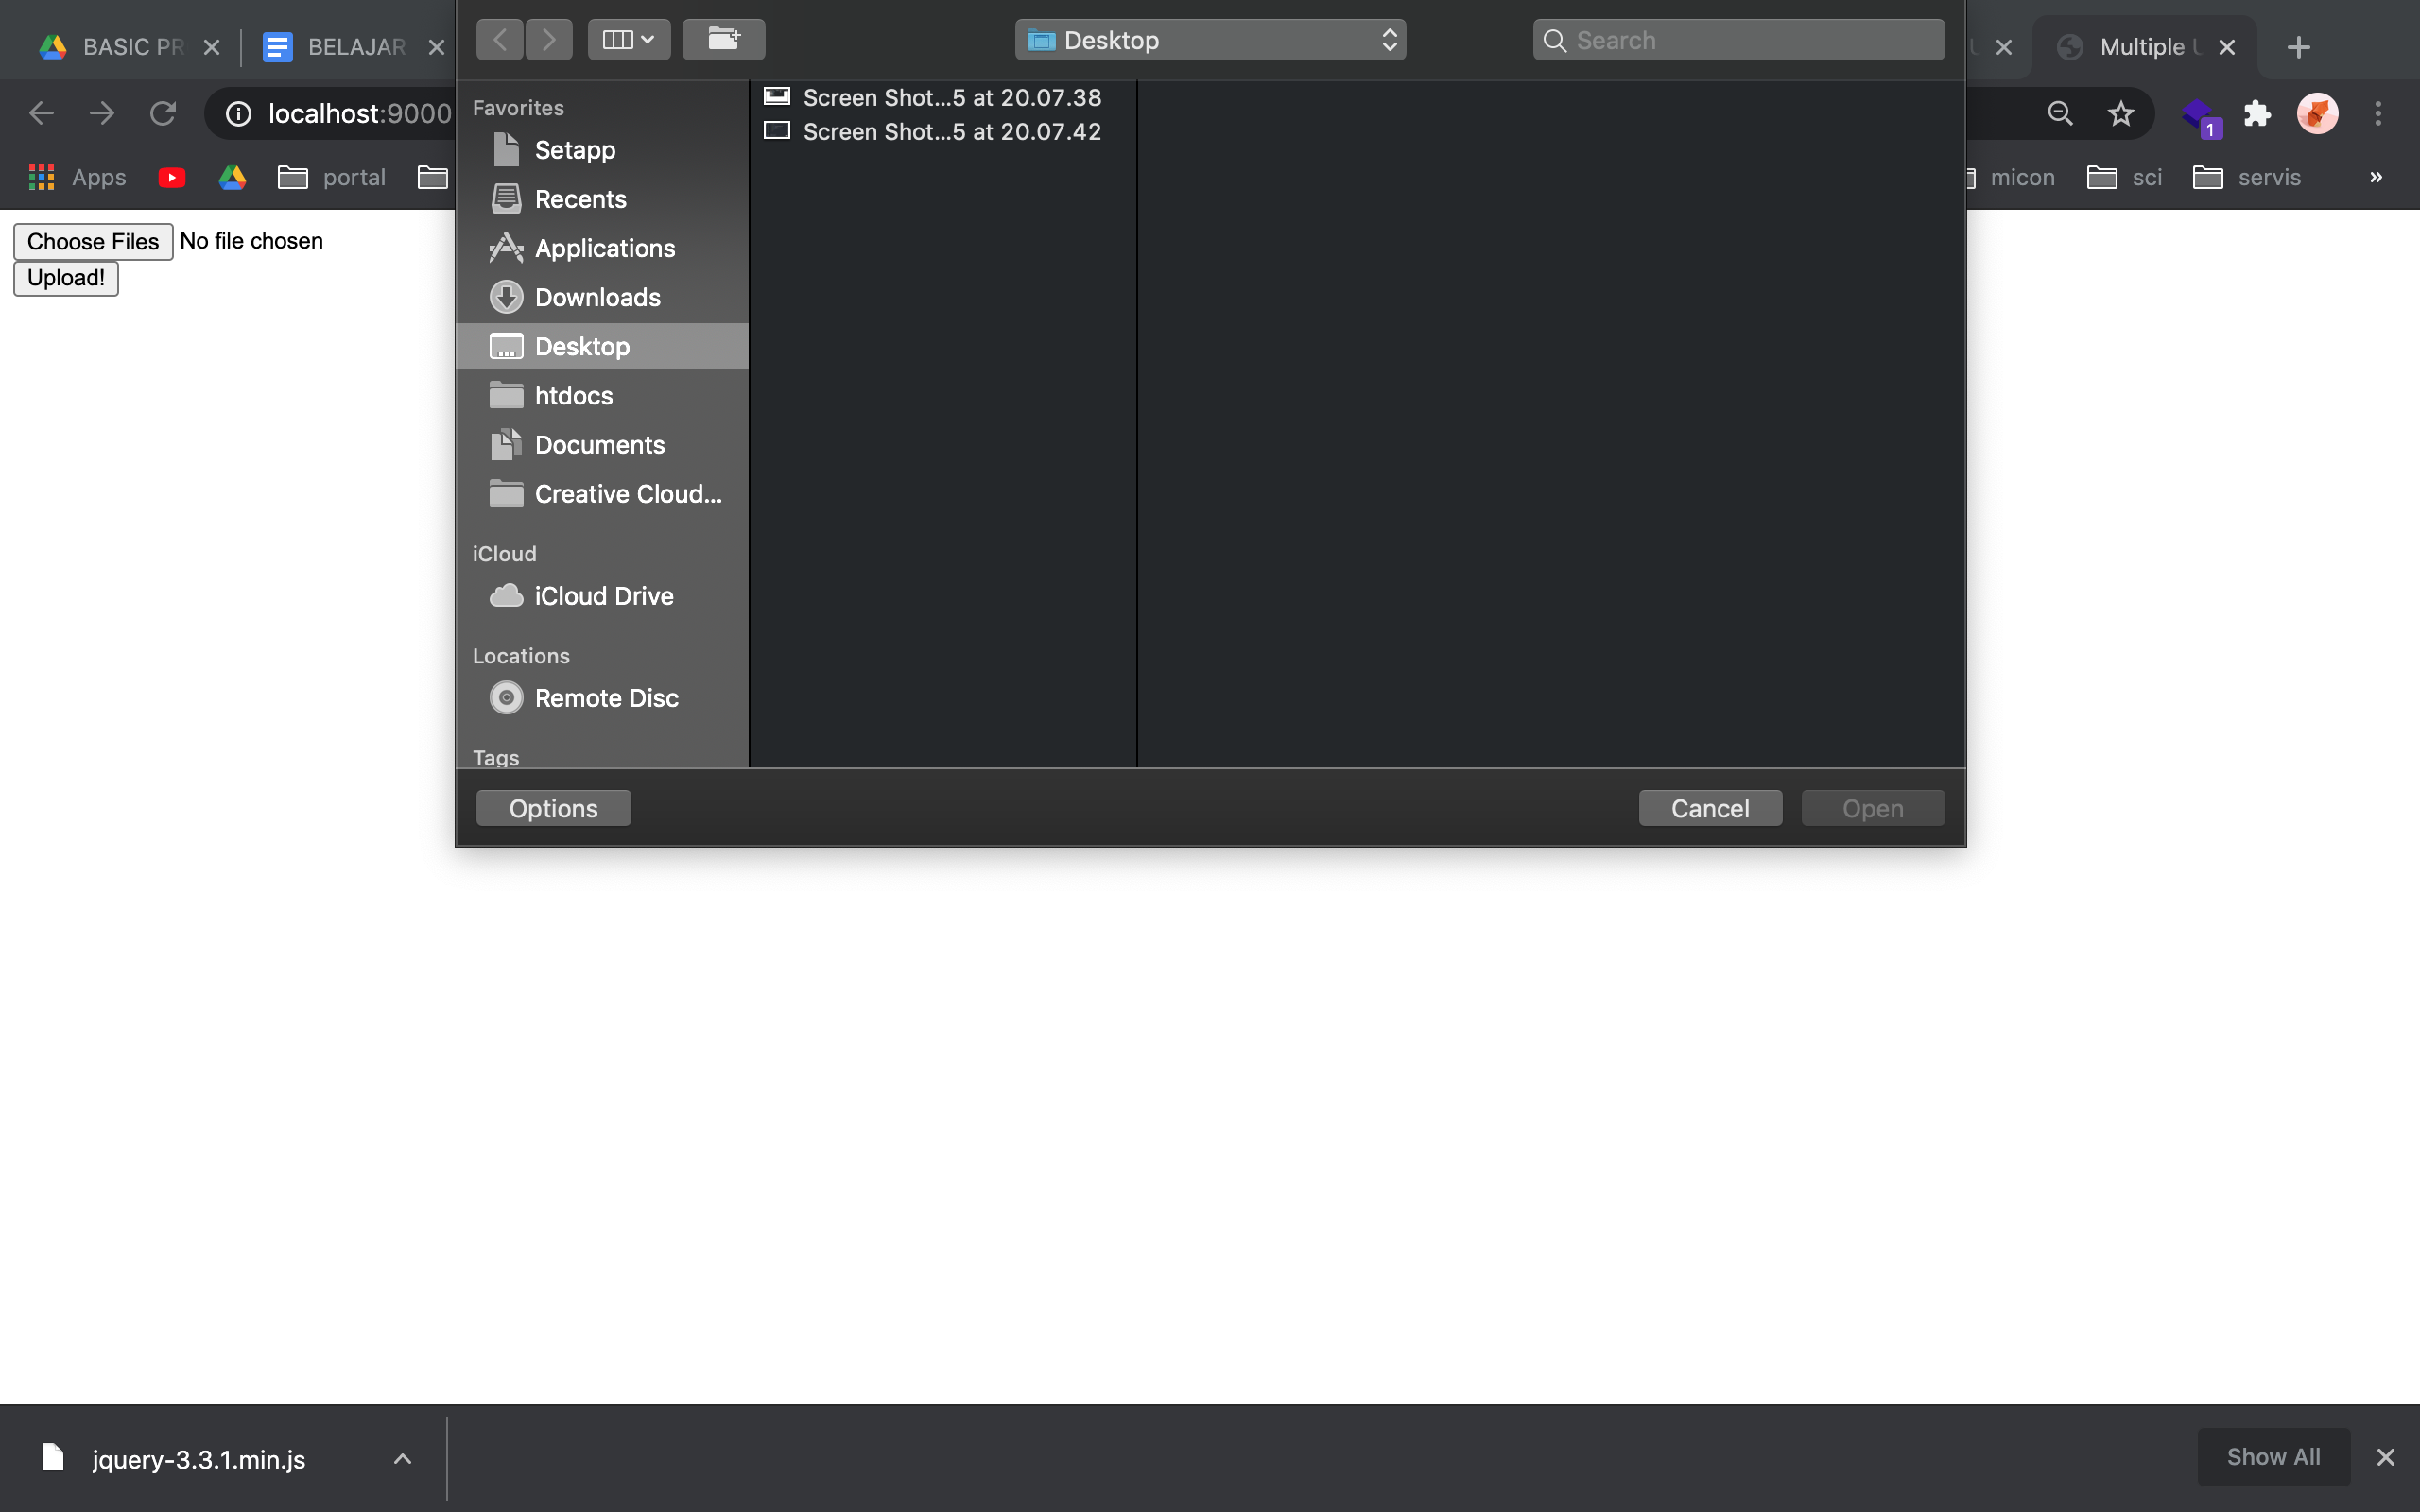 BASIC PR
BELAJAR
Desktop
Search
Multiple U
localhost:9000
1
Apps
portal
micon
sci
servis
»
Favorites
Setapp
Recents
Applications
Downloads
Desktop
htdocs
Documents
Creative Cloud...
iCloud
iCloud Drive
Locations
Remote Disc
Tags
Screen Shot...5 at 20.07.38
Screen Shot...5 at 20.07.42
Choose Files No file chosen
Upload!
Options
Cancel
Open
jquery-3.3.1.min.js
Show All